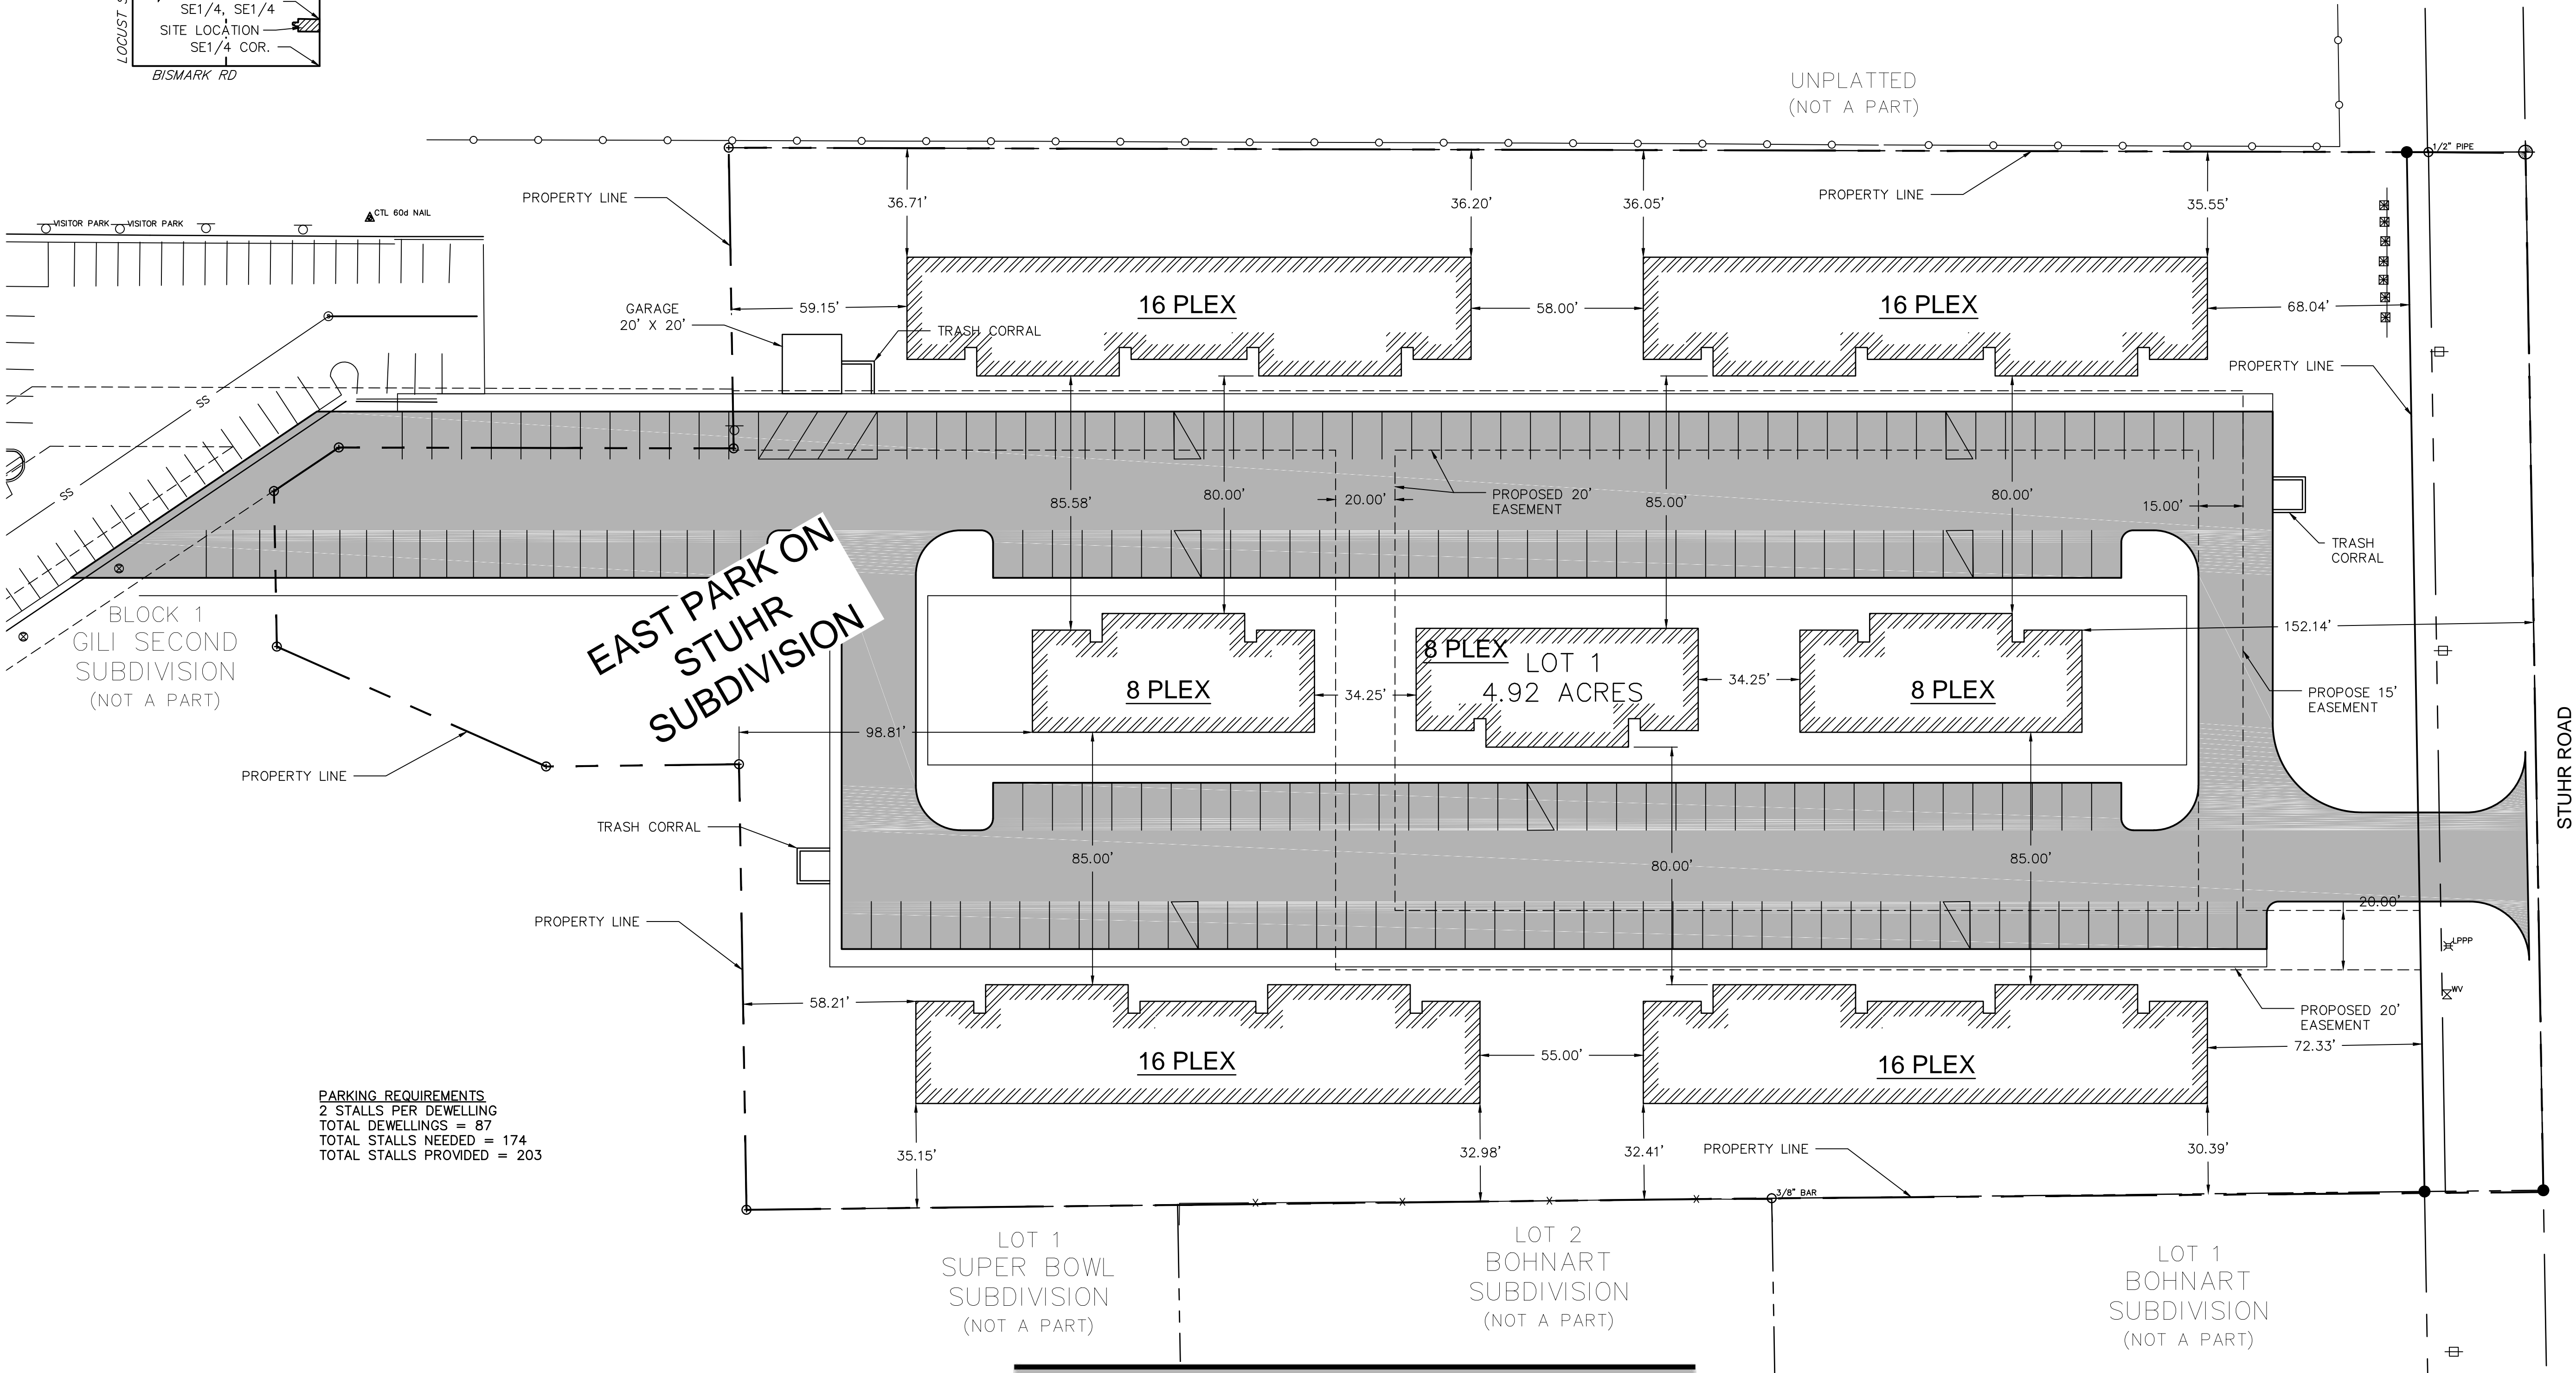 LOCUST S
SE1/4, SE1/4
SITE LOCATION
SE1/4 COR.
BISMARK RD
UNPLATTED
(NOT A PART)
1/2" PIPE
PROPERTY LINE
PROPERTY LINE
36.71'
36.20'
36.05'
35.55'
VISITOR PARK
VISITOR PARK
CTL 60d NAIL
GARAGE
20' X 20'
59.15'
16 PLEX
58.00'
16 PLEX
68.04'
TRASH CORRAL
PROPERTY LINE
SS
SS
85.58'
80.00'
20.00'
PROPOSED 20'
EASEMENT
85.00'
80.00'
15.00'
TRASH
CORRAL
EAST PARK ON
STUHR
SUBDIVISION
BLOCK 1
GILI SECOND
SUBDIVISION
(NOT A PART)
8 PLEX
34.25'
8 PLEX
LOT 1
4.92 ACRES
34.25'
8 PLEX
152.14'
PROPOSE 15'
EASEMENT
98.81'
PROPERTY LINE
STUHR ROAD
TRASH CORRAL
85.00'
80.00'
85.00'
20.00'
PROPERTY LINE
LPPP
WV
58.21'
PROPOSED 20'
EASEMENT
16 PLEX
55.00'
16 PLEX
72.33'
PARKING REQUIREMENTS
2 STALLS PER DEWELLING
TOTAL DEWELLINGS = 87
TOTAL STALLS NEEDED = 174
TOTAL STALLS PROVIDED = 203
35.15'
32.98'
32.41'
PROPERTY LINE
30.39'
3/8" BAR
LOT 1
SUPER BOWL
SUBDIVISION
(NOT A PART)
LOT 2
BOHNART
SUBDIVISION
(NOT A PART)
LOT 1
BOHNART
SUBDIVISION
(NOT A PART)